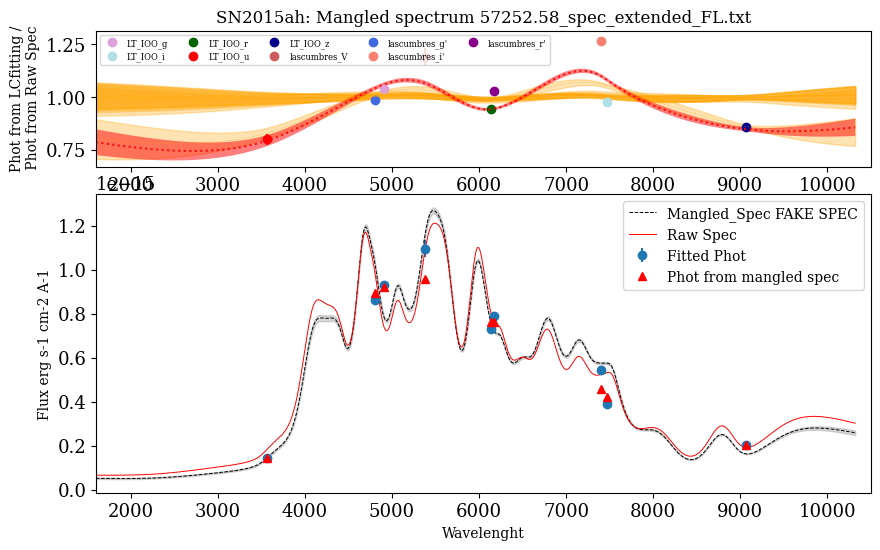 SN2015ah: Mangled spectrum 57252.58_spec_extended_FL.txt
Phot from LCfitting /
Phot from Raw Spec
1.25
1.00
0.75
LT_IOO_g LT_IOO_r LT_IOO_z lascumbres_g' lascumbres_r'
LT_IOO_i LT_IOO_u lascumbres_V lascumbres_i'
2000 3000 4000 5000 6000 7000 8000 9000 10000
1e−15
Flux erg s-1 cm-2 A-1
1.2
1.0
0.8
0.6
0.4
0.2
0.0
Mangled_Spec FAKE SPEC
Raw Spec
Fitted Phot
Phot from mangled spec
2000 3000 4000 5000 6000 7000 8000 9000 10000
Wavelenght